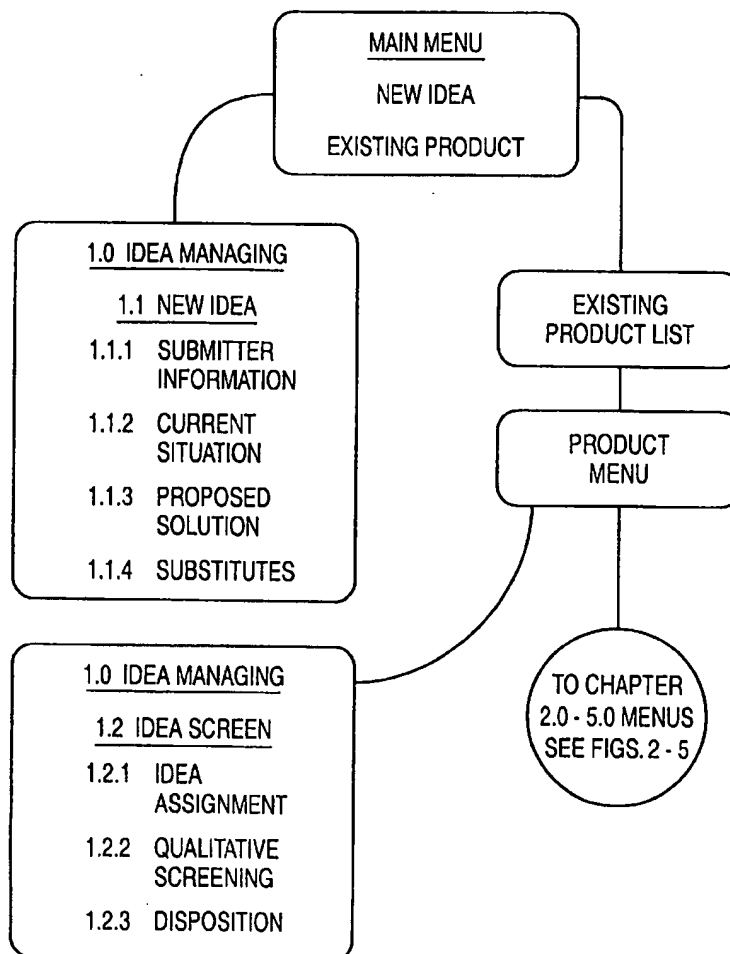 MAIN MENU
NEW IDEA
EXISTING PRODUCT
1.0 IDEA MANAGING
1.1 NEW IDEA
1.1.1 SUBMITTER
INFORMATION
1.1.2 CURRENT
SITUATION
1.1.3 PROPOSED
SOLUTION
1.1.4 SUBSTITUTES
EXISTING
PRODUCT LIST
PRODUCT
MENU
1.0 IDEA MANAGING
1.2 IDEA SCREEN
1.2.1 IDEA
ASSIGNMENT
1.2.2 QUALITATIVE
SCREENING
1.2.3 DISPOSITION
TO CHAPTER
2.0 - 5.0 MENUS
SEE FIGS. 2 - 5